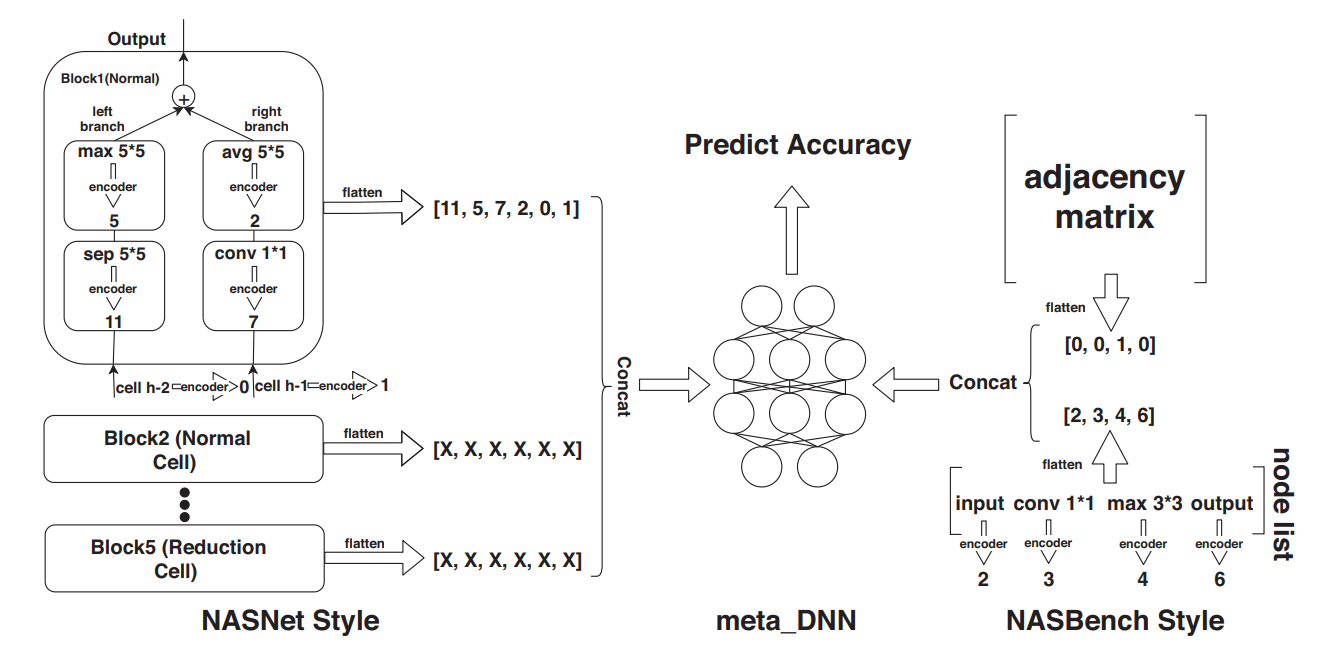 Output
Block1(Normal)
+
left
branch
right
branch
max 5*5
encoder
5
avg 5*5
encoder
2
sep 5*5
encoder
11
conv 1*1
encoder
7
cell h-2 encoder 0
cell h-1 encoder 1
flatten
[11, 5, 7, 2, 0, 1]
Block2 (Normal
Cell)
flatten
[X, X, X, X, X, X]
Block5 (Reduction
Cell)
flatten
[X, X, X, X, X, X]
Concat
NASNet Style
Predict Accuracy
meta_DNN
adjacency
matrix
flatten
[0, 0, 1, 0]
Concat
[2, 3, 4, 6]
flatten
input conv 1*1 max 3*3 output
encoder encoder encoder encoder
2 3 4 6
node list
NASBench Style